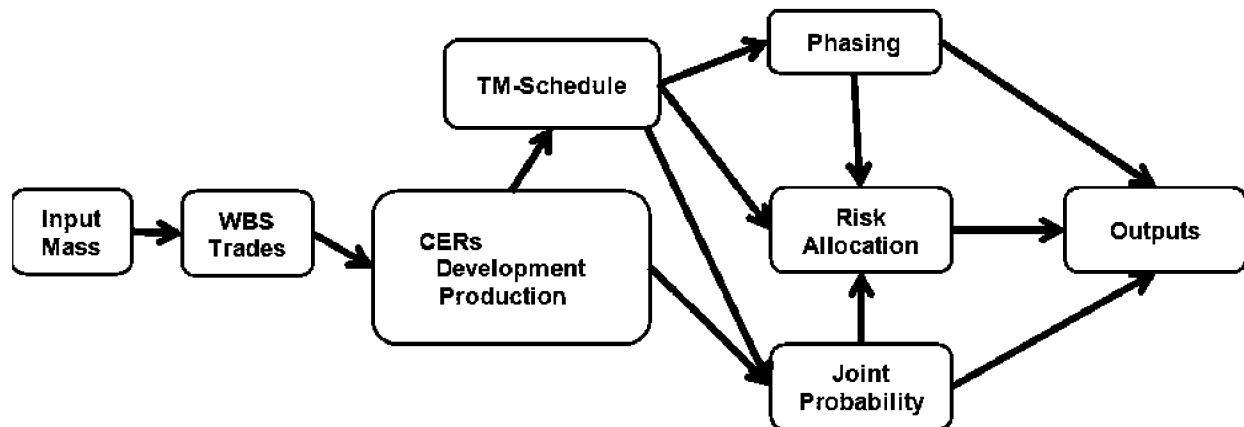 Input
Mass
WBS
Trades
CERs
Development
Production
TM-Schedule
Phasing
Risk
Allocation
Joint
Probability
Outputs